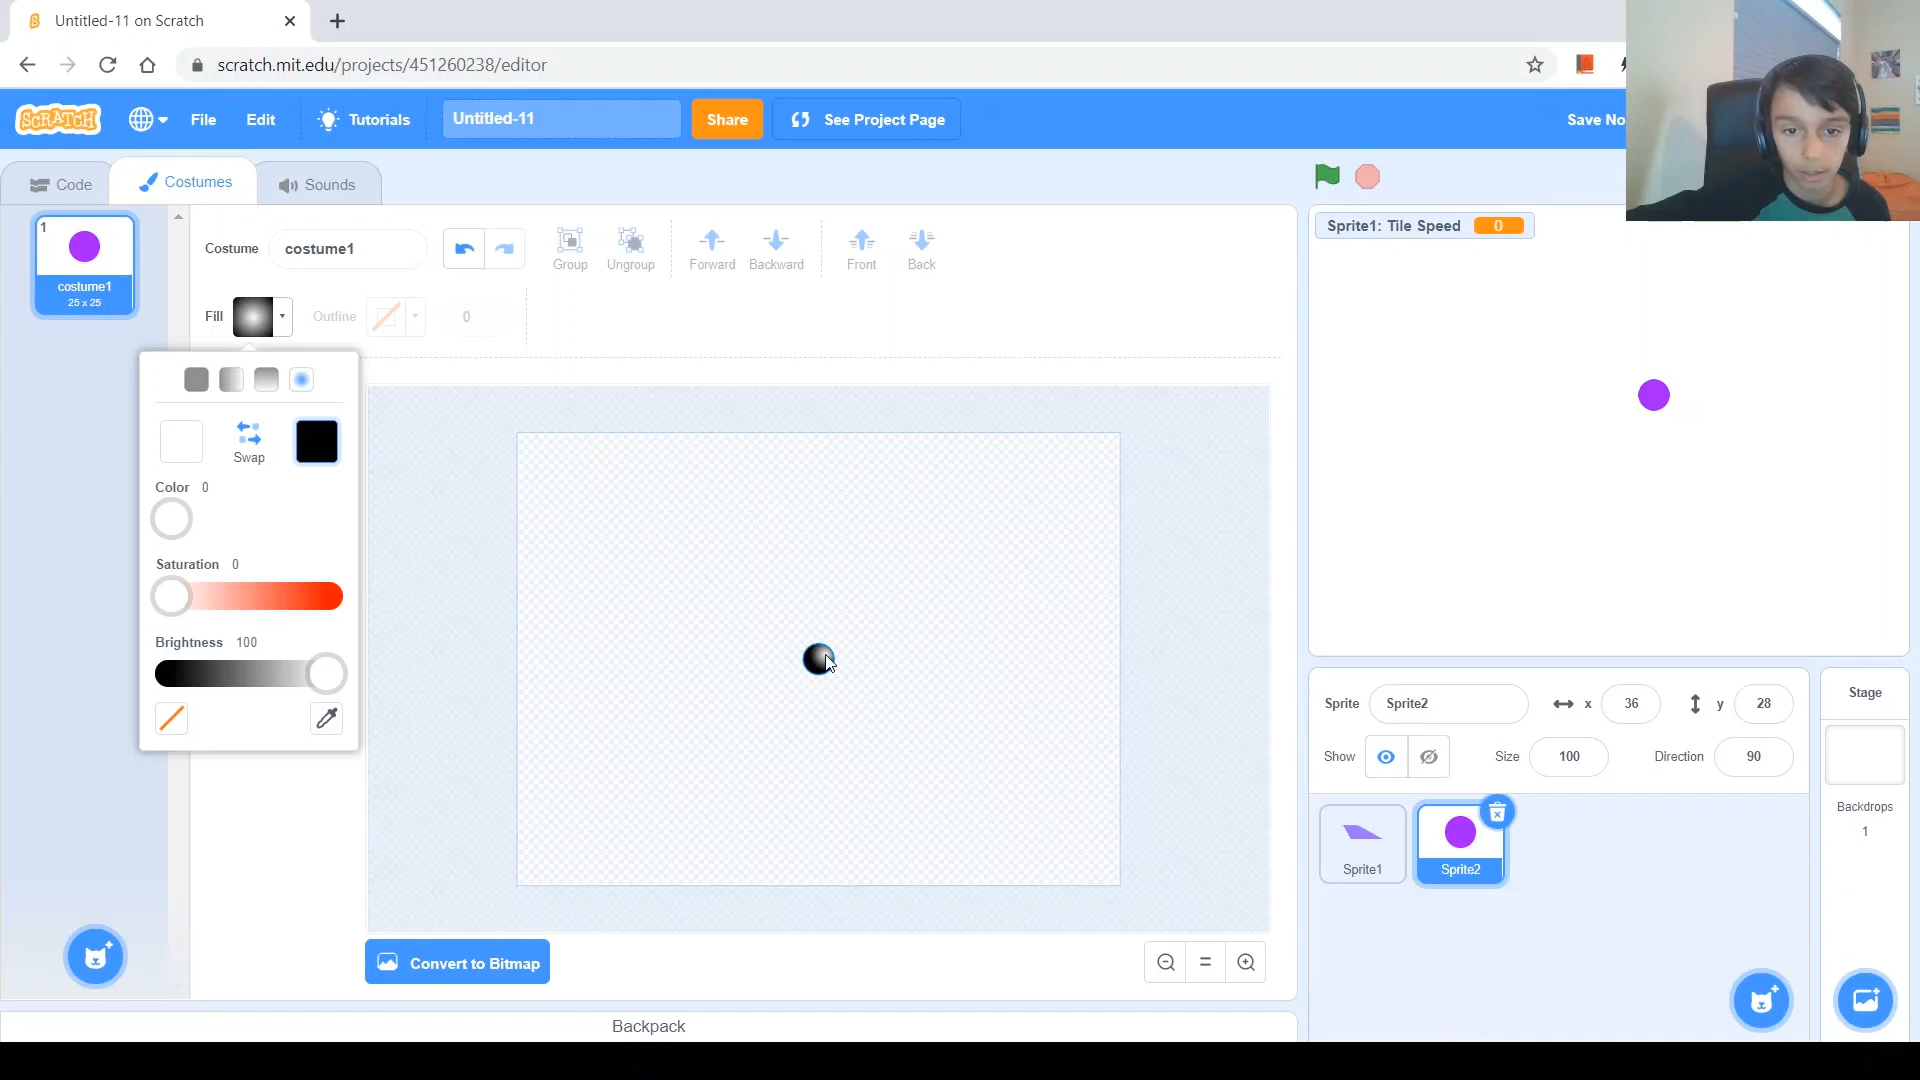 Untitled-11 on Scratch
scratch.mit.edu/projects/451260238/editor
SCRATCH
File
Edit
Tutorials
Untitled-11
Share
See Project Page
Save No
Code
Costumes
Sounds
1
costume1
25 x 25
Costume
costume1
Group
Ungroup
Forward
Backward
Front
Back
Fill
Outline
0
Swap
Color 0
Saturation 0
Brightness 100
Convert to Bitmap
Backpack
Sprite1: Tile Speed 0
Sprite
Sprite2
x
36
y
28
Show
Size
100
Direction
90
Sprite1
Sprite2
Stage
Backdrops
1